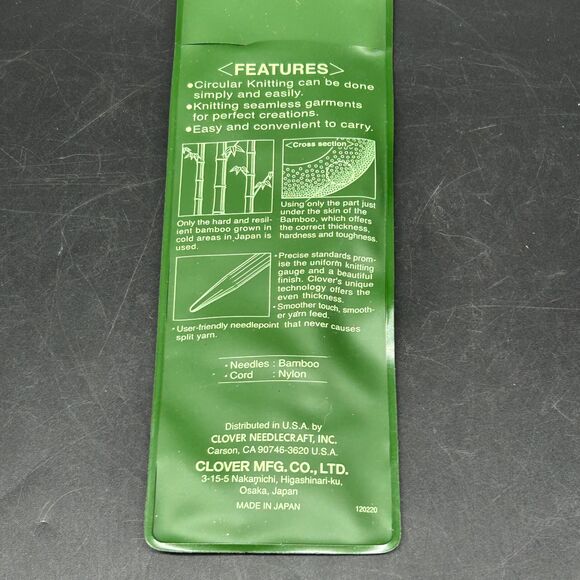 <FEATURES>
•Circular Knitting can be done
simply and easily.
•Knitting seamless garments
for perfect creations.
•Easy and convenient to carry.
<Cross section>
Only the hard and resil-
ient bamboo grown in
cold areas in Japan is
used.
Using only the part just
under the skin of the
Bamboo, which offers
the correct thickness,
hardness and toughness.
•Precise standards prom-
ise the uniform knitting
gauge and a beautiful
finish. Clover's unique
technology offers the
even thickness.
•Smoother touch, smooth-
er yarn feed.
•User-friendly needlepoint that never causes
split yarn.
•Needles : Bamboo
•Cord : Nylon
Distributed in U.S.A. by
CLOVER NEEDLECRAFT, INC.
Carson, CA 90746-3620 U.S.A.
CLOVER MFG. CO., LTD.
3-15-5 Nakamichi, Higashinari-ku,
Osaka, Japan
MADE IN JAPAN
120220